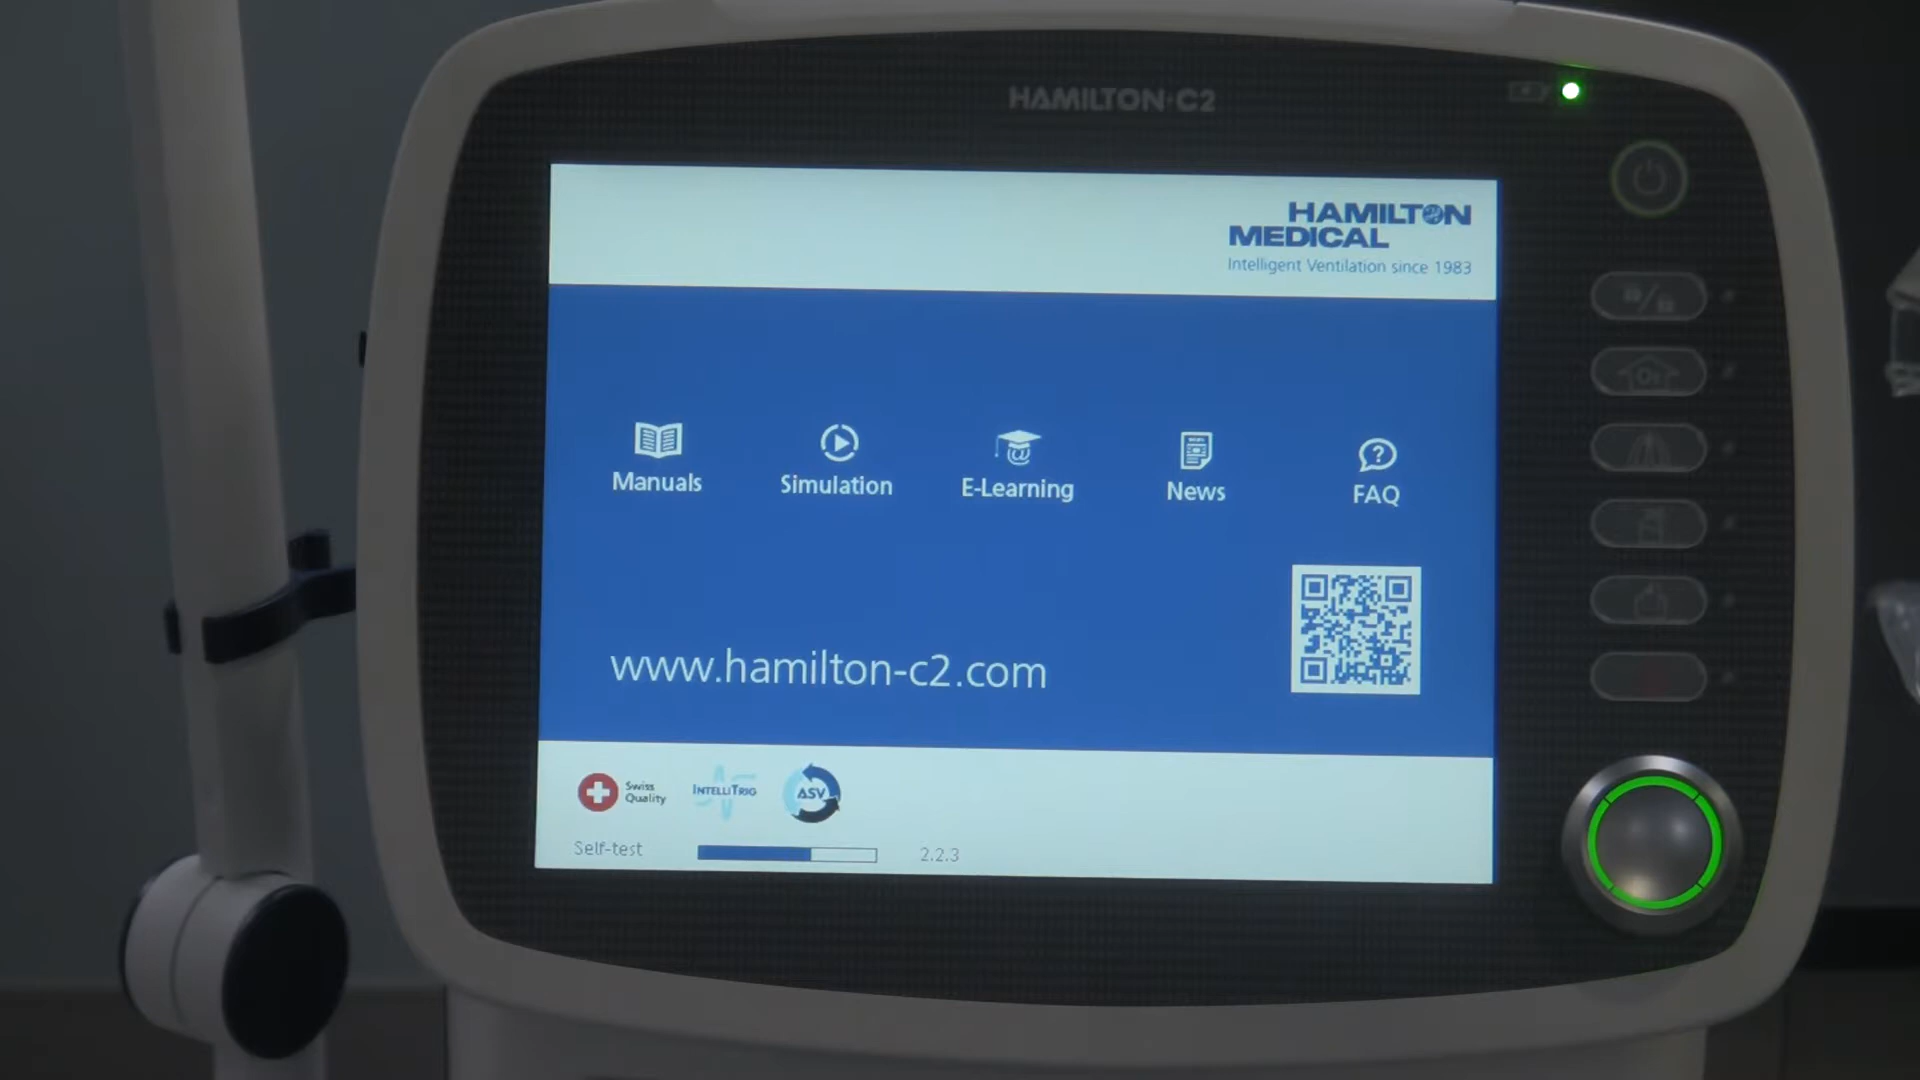 HAMILTON-C2
HAMILTON
MEDICAL
Intelligent Ventilation since 1983
Manuals
Simulation
E-Learning
News
FAQ
www.hamilton-c2.com
Swiss
Quality
INTELLITRIG
ASV
Self-test
2.2.3